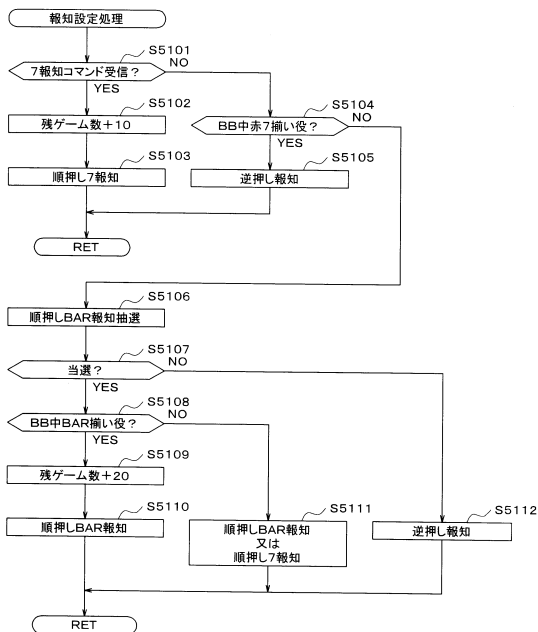 報知設定処理
S5101
7報知コマンド受信？
NO
YES
S5102
残ゲーム数+10
S5104
BB中赤7揃い役？
NO
YES
S5103
順押し7報知
S5105
逆押し報知
RET
S5106
順押しBAR報知抽選
S5107
当選？
NO
YES
S5108
BB中BAR揃い役？
NO
YES
S5109
残ゲーム数+20
S5110
順押しBAR報知
S5111
順押しBAR報知
又は
順押し7報知
S5112
逆押し報知
RET